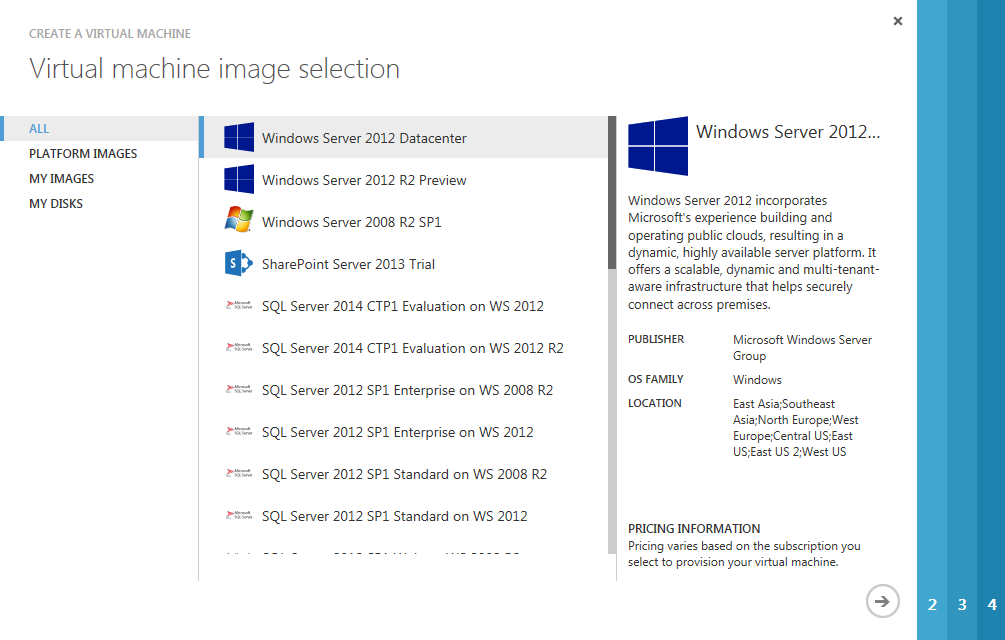 CREATE A VIRTUAL MACHINE
Virtual machine image selection
ALL
PLATFORM IMAGES
MY IMAGES
MY DISKS
Windows Server 2012 Datacenter
Windows Server 2012 R2 Preview
Windows Server 2008 R2 SP1
SharePoint Server 2013 Trial
SQL Server 2014 CTP1 Evaluation on WS 2012
SQL Server 2014 CTP1 Evaluation on WS 2012 R2
SQL Server 2012 SP1 Enterprise on WS 2008 R2
SQL Server 2012 SP1 Enterprise on WS 2012
SQL Server 2012 SP1 Standard on WS 2008 R2
SQL Server 2012 SP1 Standard on WS 2012
Windows Server 2012...
Windows Server 2012 incorporates
Microsoft's experience building and
operating public clouds, resulting in a
dynamic, highly available server platform. It
offers a scalable, dynamic and multi-tenant-
aware infrastructure that helps securely
connect across premises.
PUBLISHER Microsoft Windows Server
Group
OS FAMILY Windows
LOCATION East Asia;Southeast
Asia;North Europe;West
Europe;Central US;East
US;East US 2;West US
PRICING INFORMATION
Pricing varies based on the subscription you
select to provision your virtual machine.
2 3 4